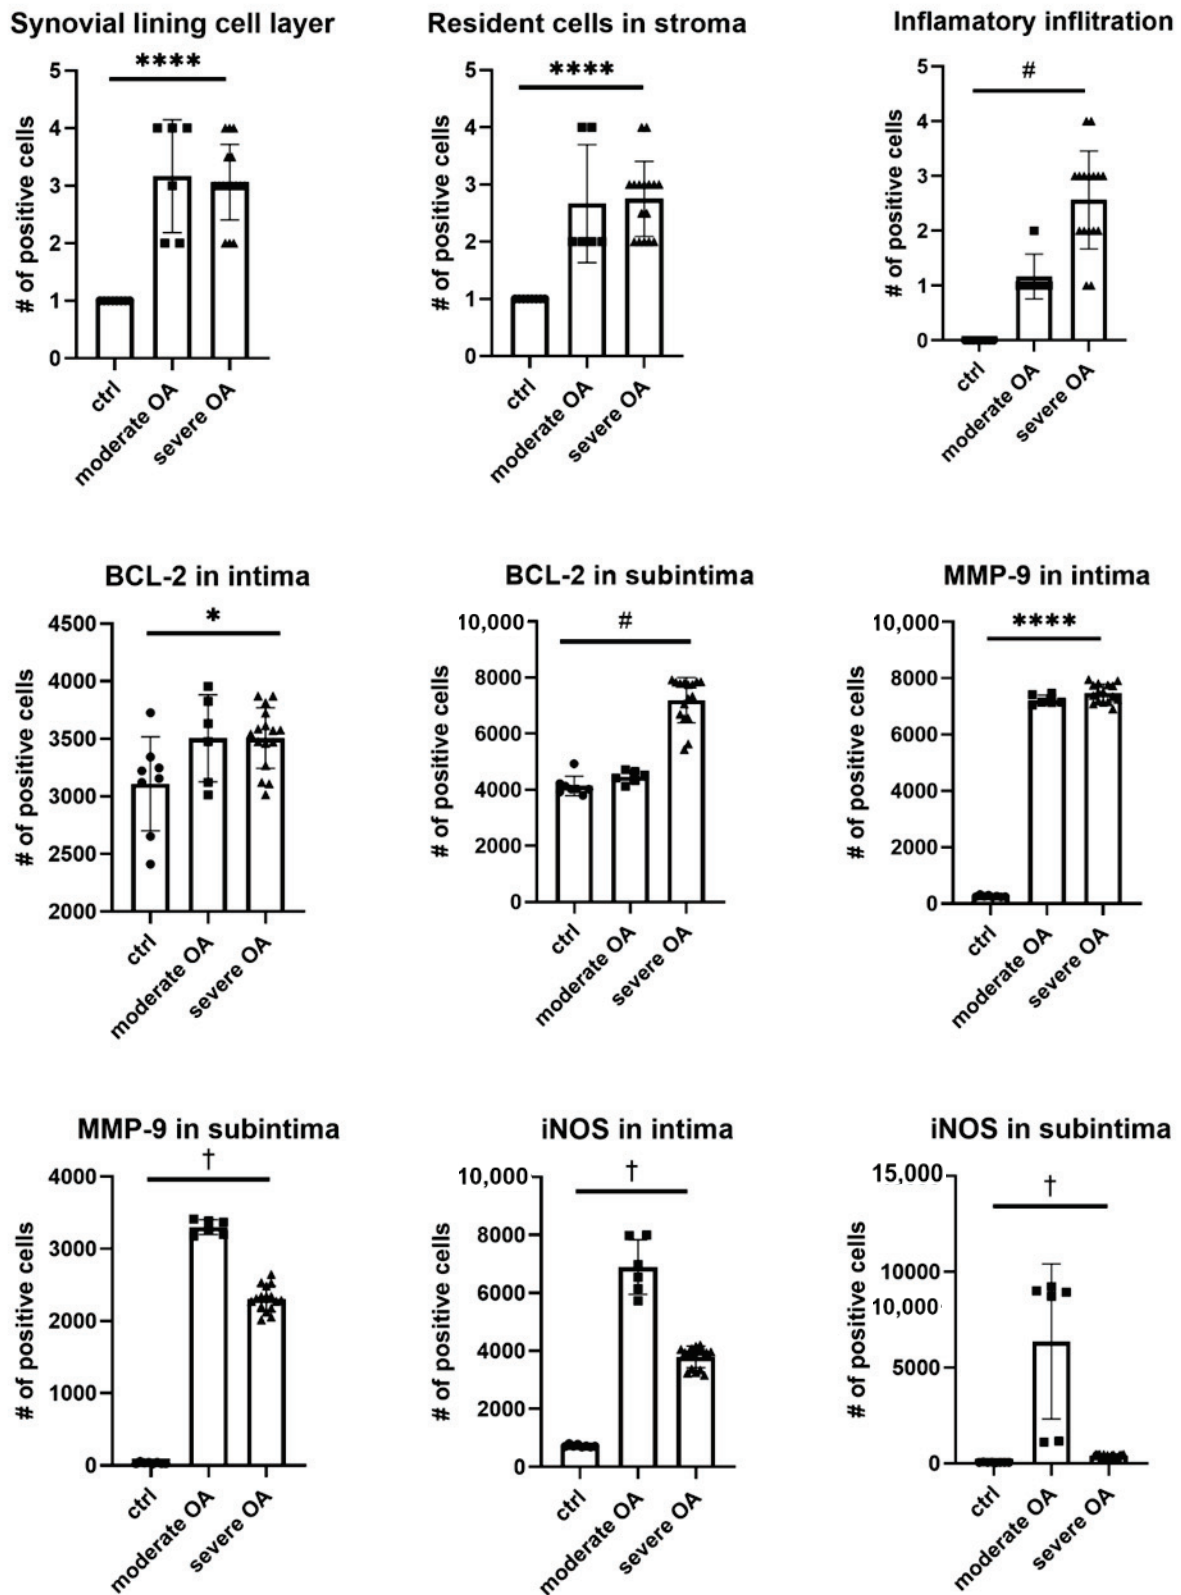 Synovial lining cell layer
****
# of positive cells
5
4
3
2
1
0
ctrl
moderate OA
severe OA
Resident cells in stroma
****
# of positive cells
5
4
3
2
1
0
ctrl
moderate OA
severe OA
Inflamatory inflitration
#
# of positive cells
5
4
3
2
1
0
ctrl
moderate OA
severe OA
BCL-2 in intima
*
# of positive cells
4500
4000
3500
3000
2500
2000
ctrl
moderate OA
severe OA
BCL-2 in subintima
#
# of positive cells
10,000
8000
6000
4000
2000
0
ctrl
moderate OA
severe OA
MMP-9 in intima
****
# of positive cells
10,000
8000
6000
4000
2000
0
ctrl
moderate OA
severe OA
MMP-9 in subintima
†
# of positive cells
4000
3000
2000
1000
0
ctrl
moderate OA
severe OA
iNOS in intima
†
# of positive cells
10,000
8000
6000
4000
2000
0
ctrl
moderate OA
severe OA
iNOS in subintima
†
# of positive cells
15,000
10000
10,000
5000
0
ctrl
moderate OA
severe OA